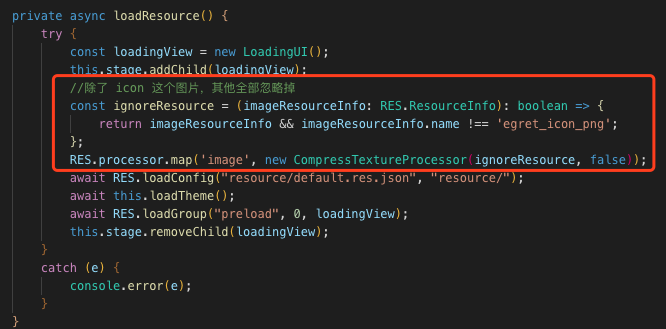 private async loadResource() {
try {
const loadingView = new LoadingUI();
this.stage.addChild(loadingView);
//除了 icon 这个图片，其他全部忽略掉
const ignoreResource = (imageResourceInfo: RES.ResourceInfo): boolean => {
return imageResourceInfo && imageResourceInfo.name !== 'egret_icon_png';
};
RES.processor.map('image', new CompressTextureProcessor(ignoreResource, false));
await RES.loadConfig("resource/default.res.json", "resource/");
await this.loadTheme();
await RES.loadGroup("preload", 0, loadingView);
this.stage.removeChild(loadingView);
}
catch (e) {
console.error(e);
}
}